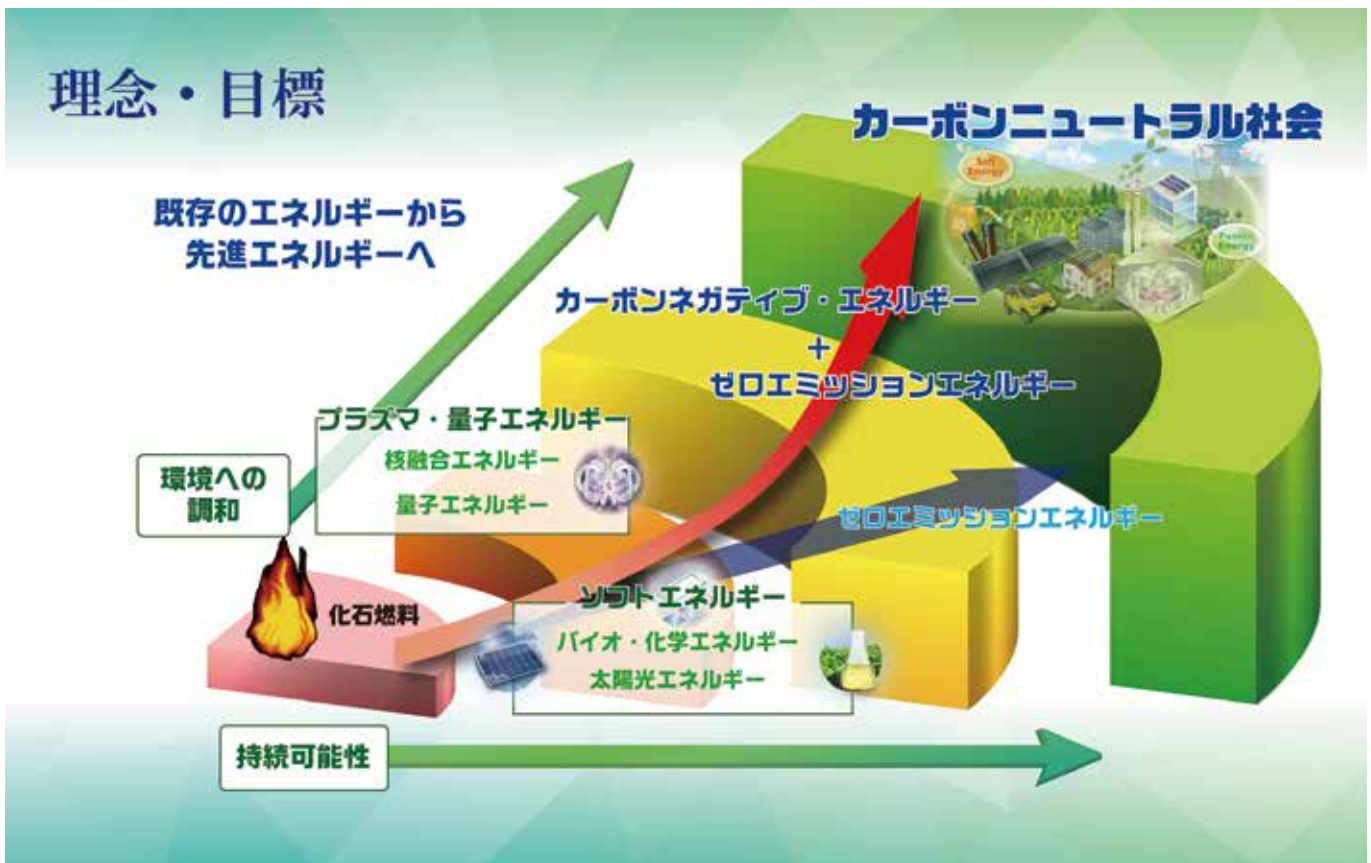 理念・目標
カーボンニュートラル社会
Soft
Energy
Fusion
Energy
既存のエネルギーから
先進エネルギーへ
カーボンネガティブ・エネルギー
+
ゼロエミッションエネルギー
プラズマ・量子エネルギー
核融合エネルギー
量子エネルギー
環境への
調和
ゼロエミッションエネルギー
化石燃料
ソフトエネルギー
バイオ・化学エネルギー
太陽光エネルギー
持続可能性